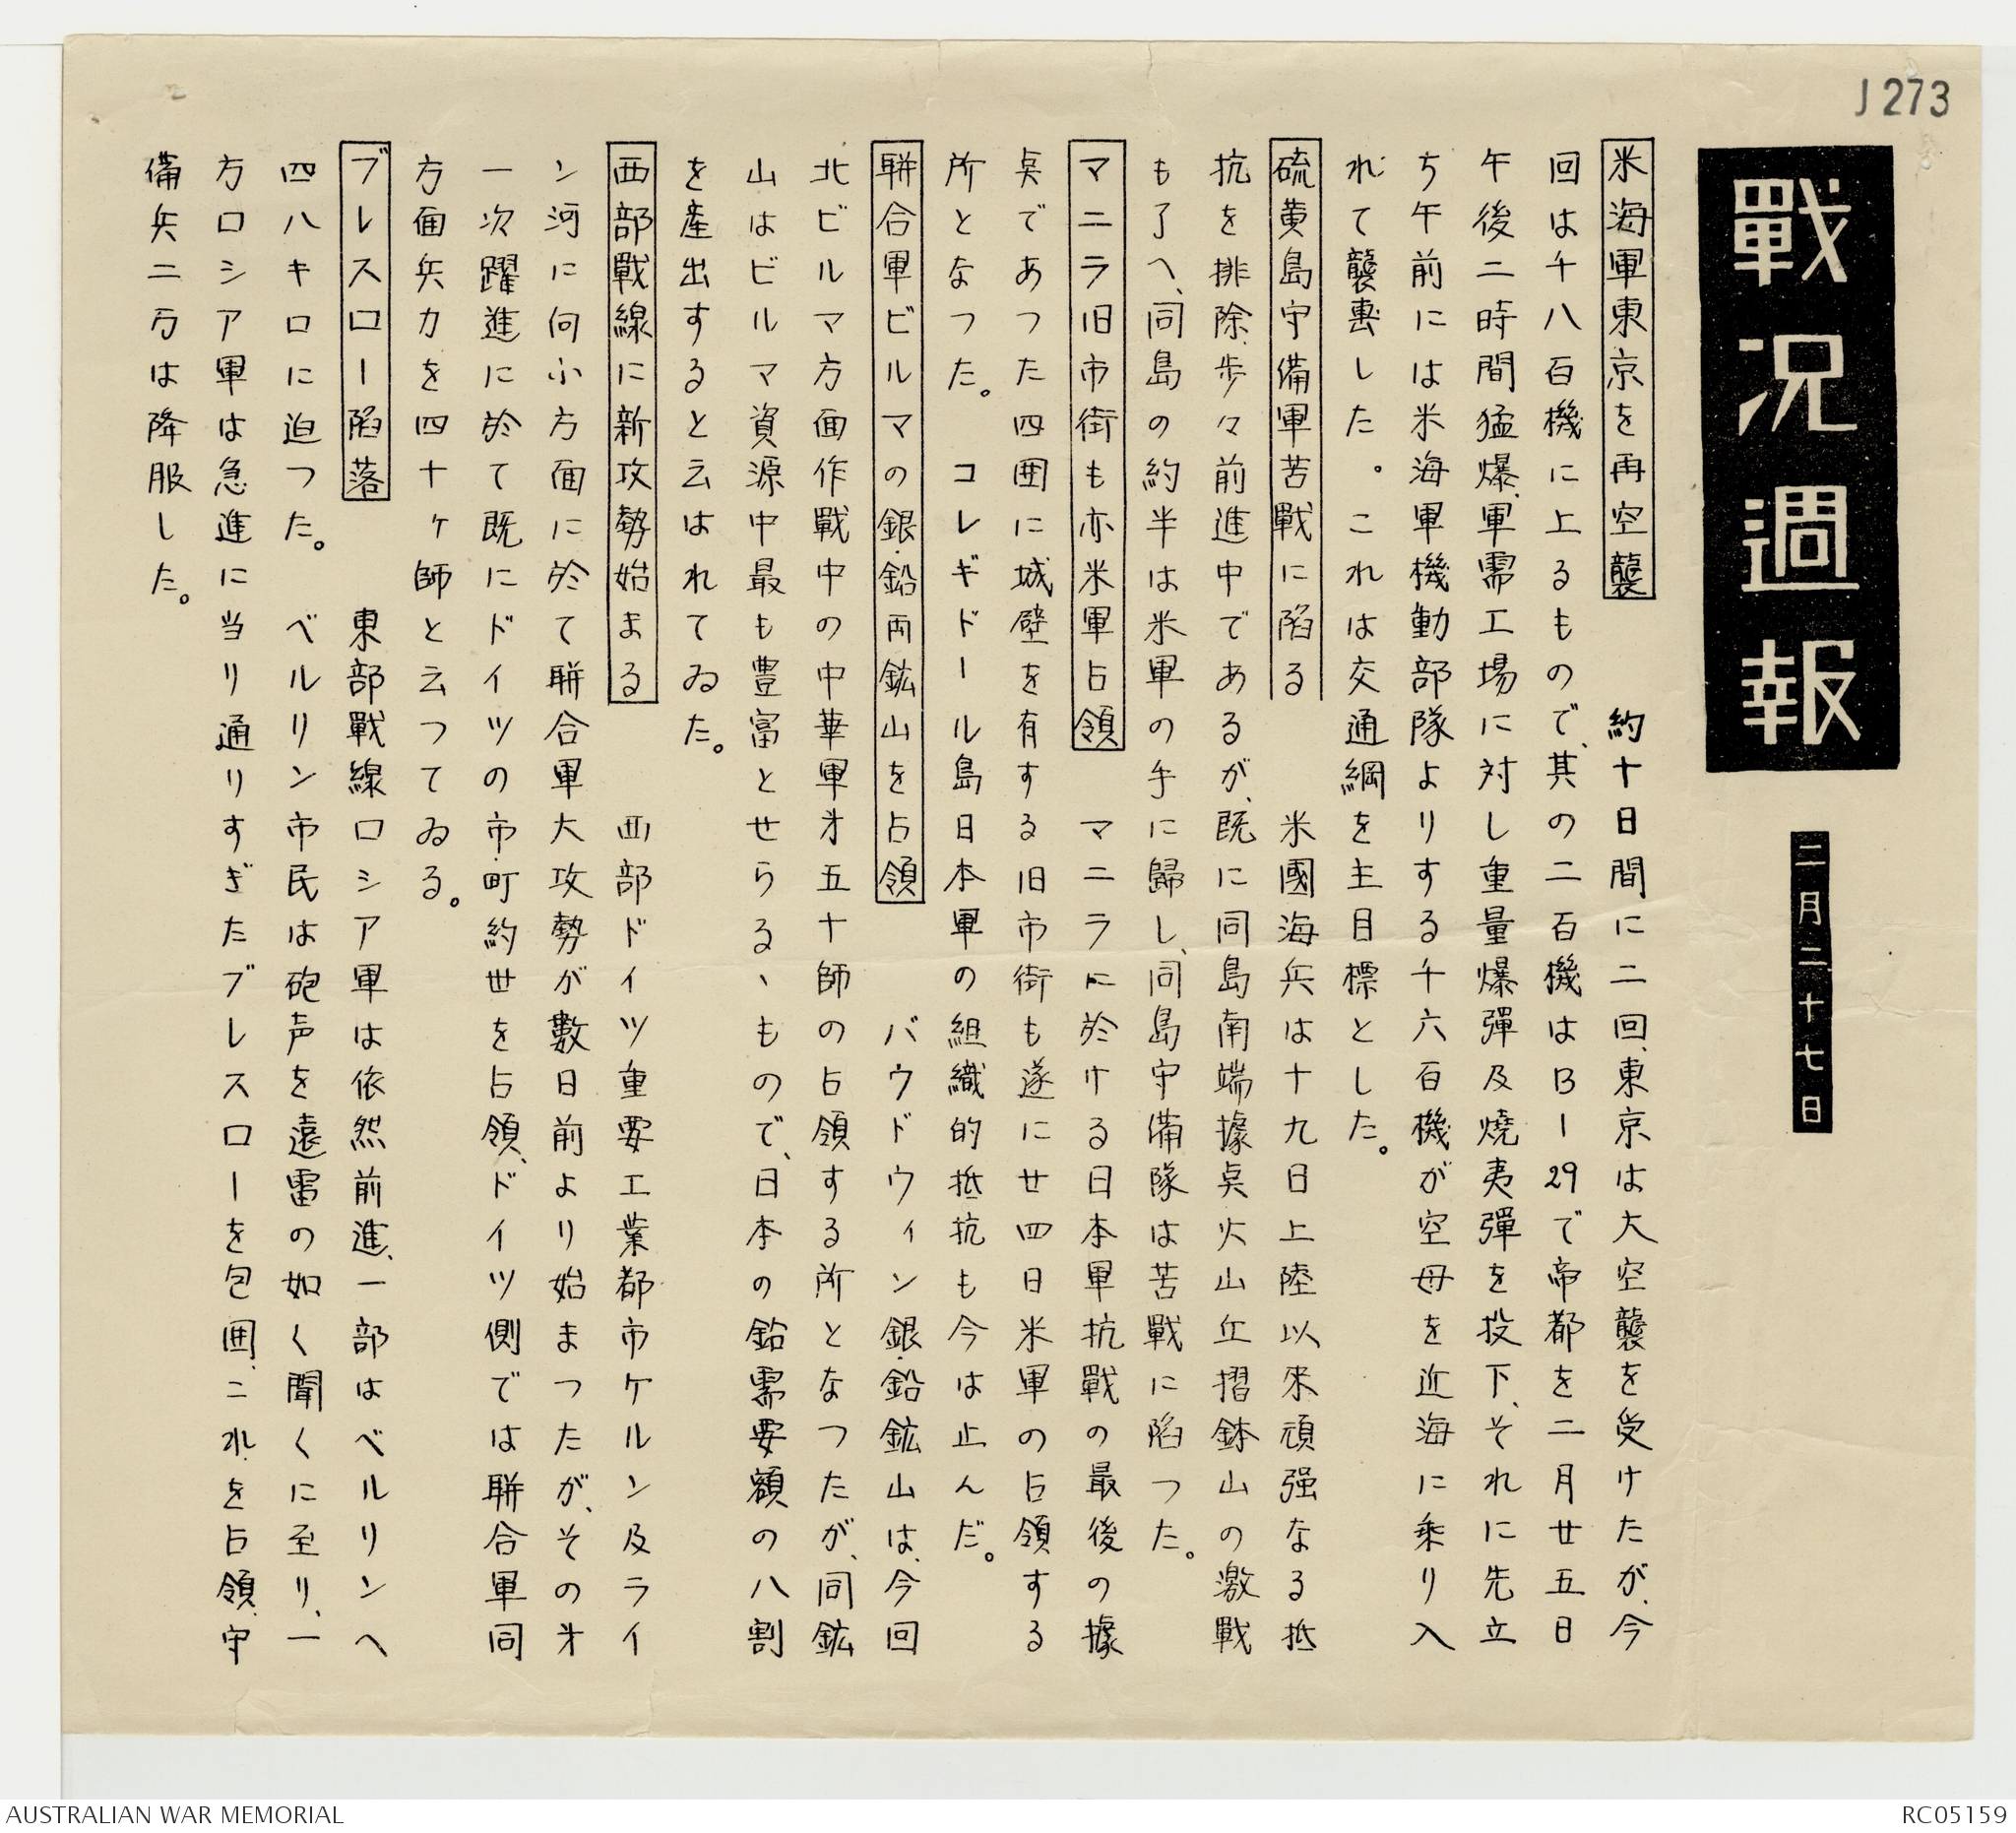 J 273
戰況週報
二月二十七日
米海軍東京を再空襲 約十日間に二回、東京は大空襲を受けたが、今
回は千八百機に上るもので、其の二百機はB-29で帝都を二月廿五日
午後二時間猛爆、軍需工場に対し重量爆彈及燒夷彈を投下、それに先立
ち午前には米海軍機動部隊よりする千六百機が空母を近海に乗り入
れて襲轟した。これは交通綱を主目標とした。
硫黄島守備軍苦戰に陷る 米國海兵は十九日上陸以來頑强なる抵
抗を排除、歩々前進中であるが、既に同島南端據点火山丘摺鉢山の激戰
も了へ、同島の約半は米軍の手に歸し、同島守備隊は苦戰に陷つた。
マニラ旧市街も亦米軍占領 マニラに於ける日本軍抗戰の最後の據
点であつた四囲に城壁を有する旧市街も遂に廿四日米軍の占領する
所となつた。 コレギドール島日本軍の組織的抵抗も今は止んだ。
聨合軍ビルマの銀・鉛両鉱山を占領 バウドウィン銀・鉛鉱山は、今回
北ビルマ方面作戰中の中華軍才五十師の占領する所となつたが、同鉱
山はビルマ資源中最も豊富とせらるゝもので、日本の鉛需要額の八割
を産出すると云はれてゐた。
西部戰線に新攻勢始まる 西部ドイツ重要工業都市ケルン及ライ
ン河に向ふ方面に於て聨合軍大攻勢が數日前より始まつたが、その才
一次躍進に於て既にドイツの市・町約丗を占領、ドイツ側では聨合軍同
方面兵力を四十ヶ師と云つてゐる。
ブレスロー陷落 東部戰線ロシア軍は依然前進、一部はベルリンへ
四八キロに迫つた。 ベルリン市民は砲声を遠雷の如く聞くに至り、一
方ロシア軍は急進に当り通りすぎたブレスローを包囲、これを占領、守
備兵二万は降服した。
AUSTRALIAN WAR MEMORIAL
RC05159